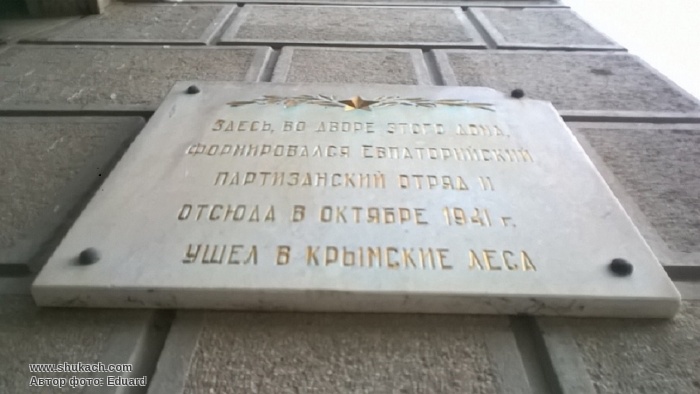 Здесь, во дворе этого дома,
формировался Евпаторийский
партизанский отряд и
отсюда в октябре 1941 г.
ушел в крымские леса
www.shukach.com
Автор фото: Eduard